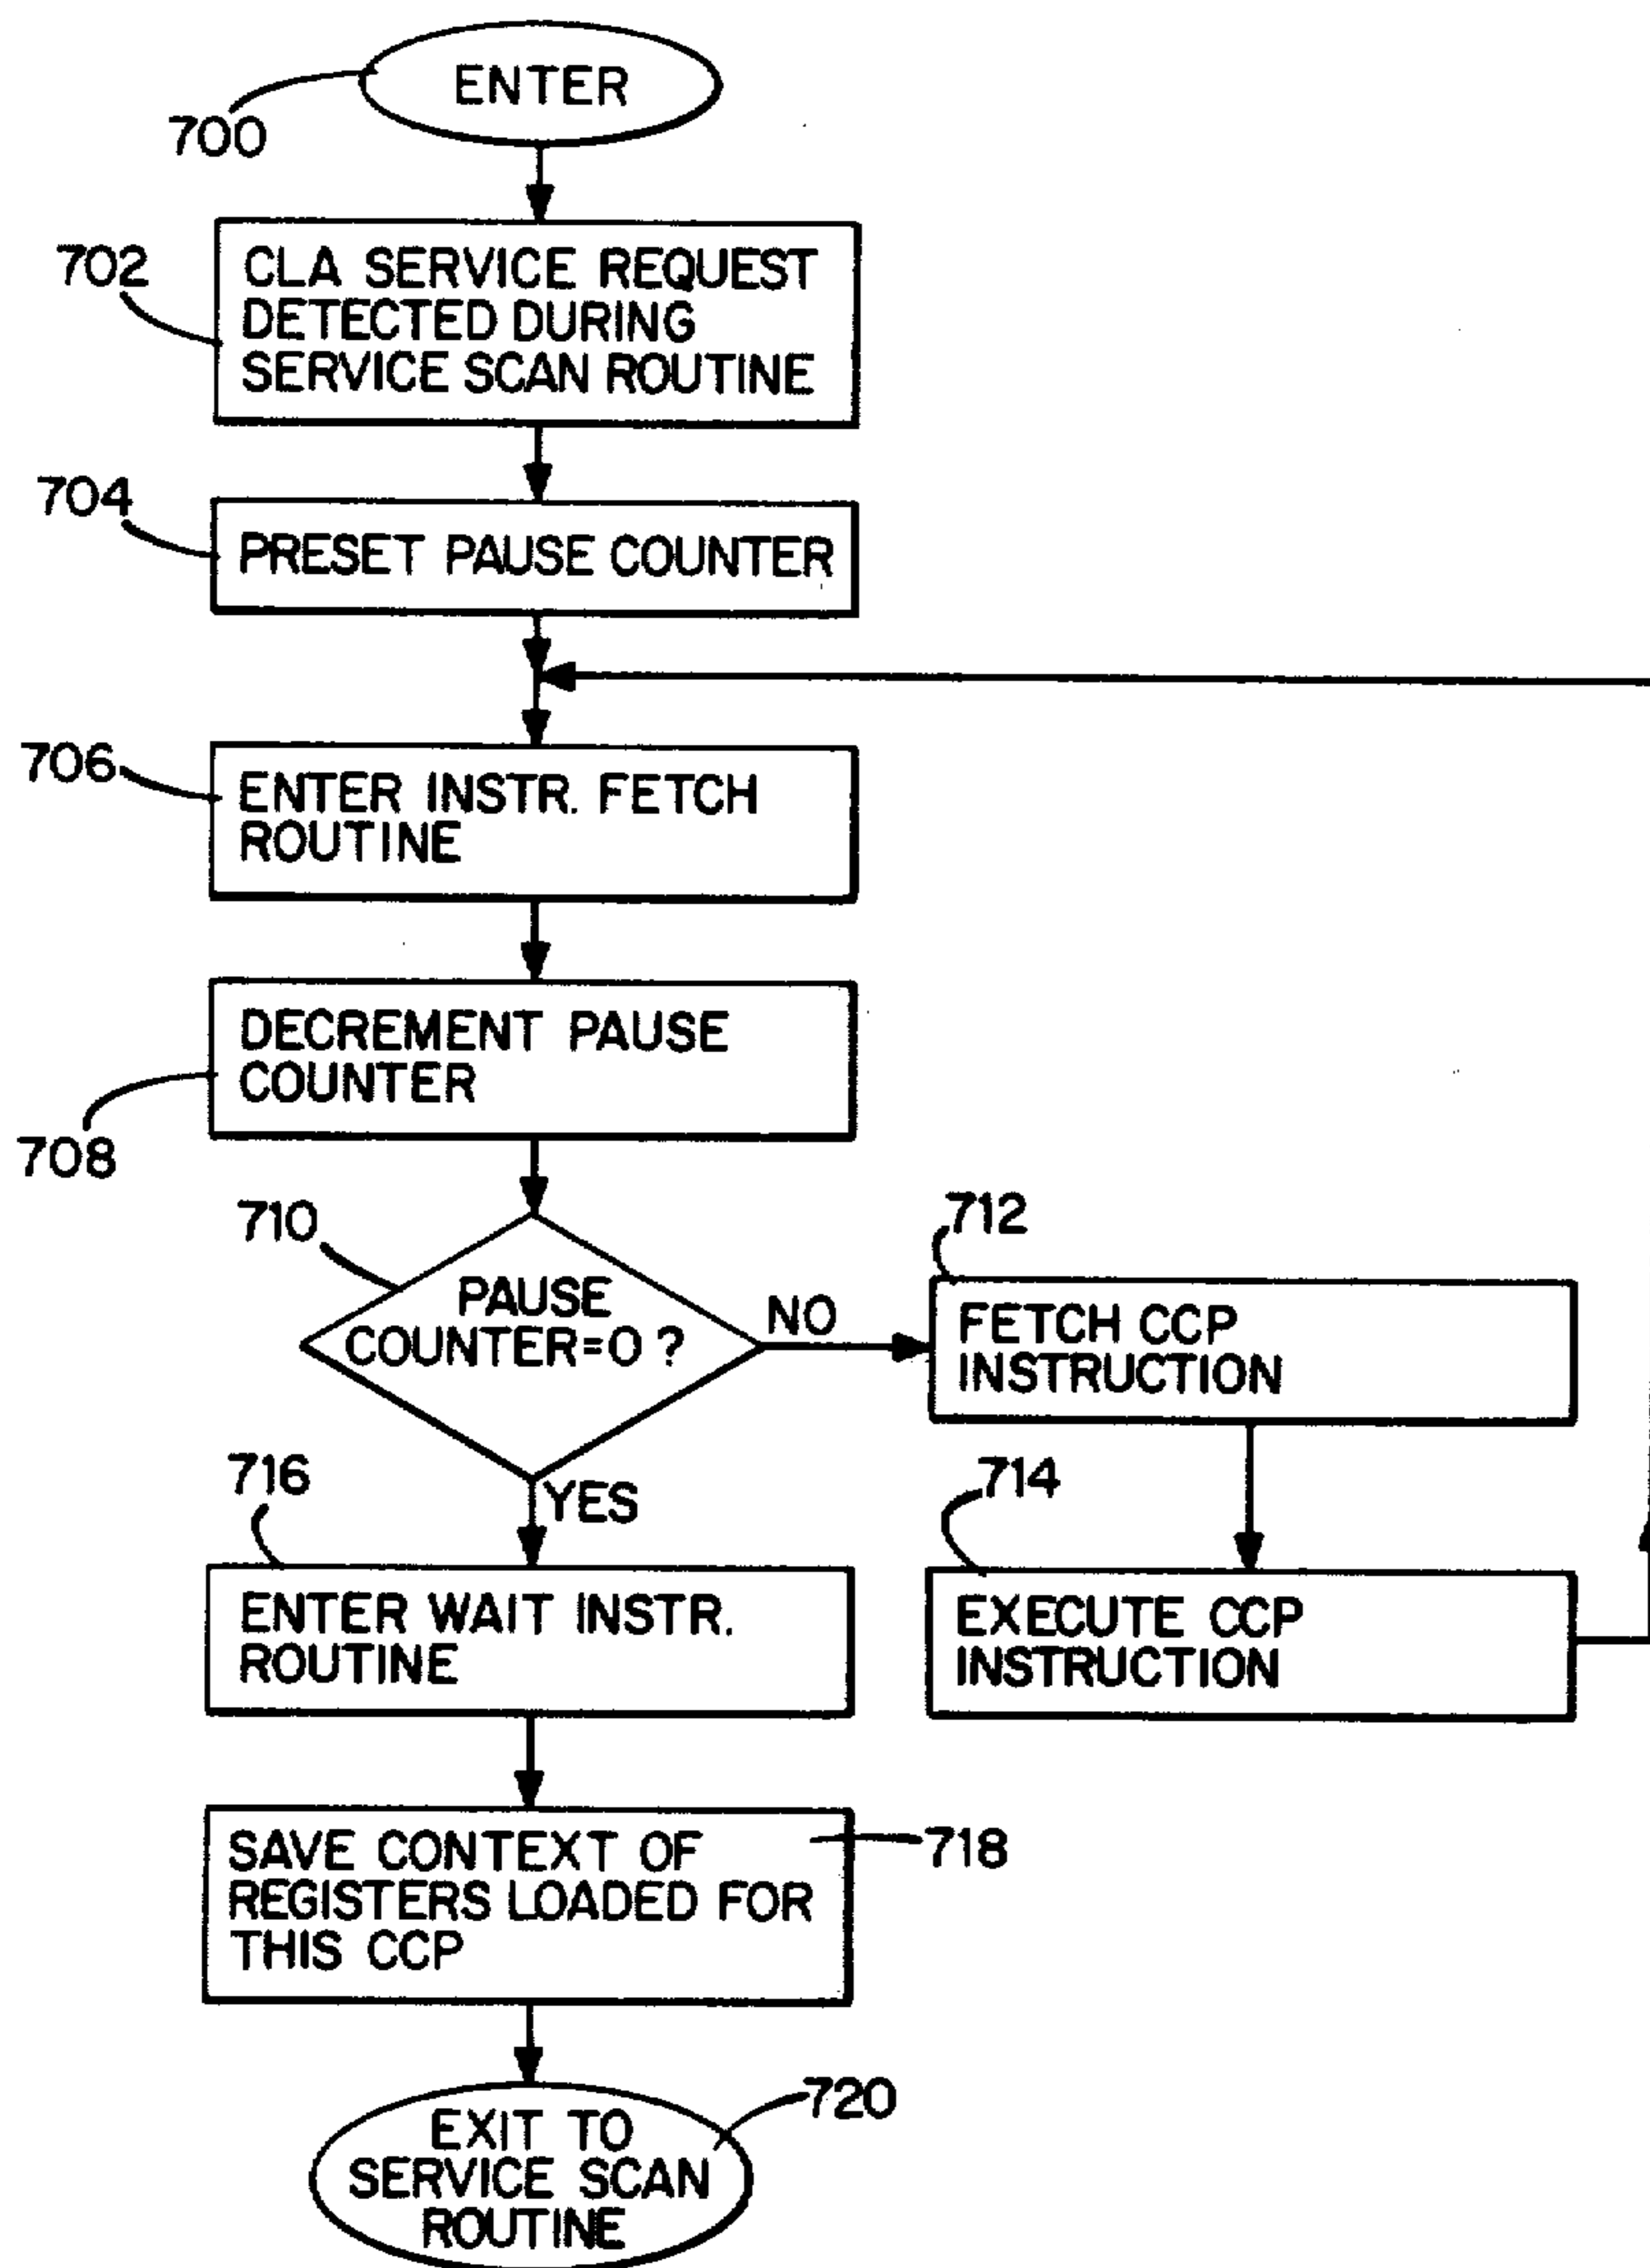 ENTER
700
702
CLA SERVICE REQUEST
DETECTED DURING
SERVICE SCAN ROUTINE
704
PRESET PAUSE COUNTER
706
ENTER INSTR. FETCH
ROUTINE
DECREMENT PAUSE
COUNTER
708
710
PAUSE
COUNTER=0 ?
NO
YES
712
FETCH CCP
INSTRUCTION
714
EXECUTE CCP
INSTRUCTION
716
ENTER WAIT INSTR.
ROUTINE
SAVE CONTEXT OF
REGISTERS LOADED FOR
THIS CCP
718
720
EXIT TO
SERVICE SCAN
ROUTINE